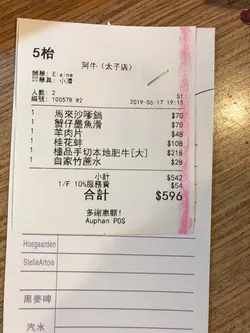 5枱
阿牛（太子店）
開單: Elaine
印單員: 小濃
人數: 2 S1
編號: 100578 #2 2019-06-17 19:15
1 馬來沙嗲鍋 $70
1 蟹仔墨魚滑 $70
1 羊肉片 $48
1 桂花蚌 $108
1 極品手切本地肥牛[大] $218
1 自家竹蔗水 $28
小計 $542
1/F 10%服務費 $54
合計 $596
多謝惠顧!
Auphan POS
Hoegaarden
StellaArtois
黑麥啤
汽水